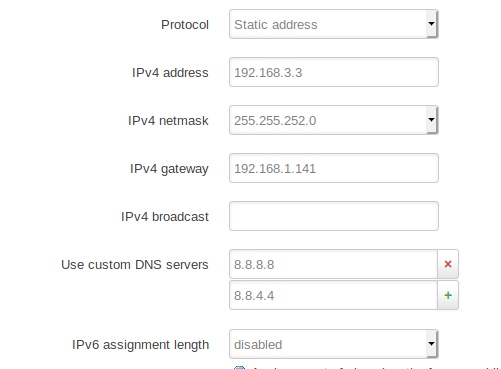 Protocol Static address
IPv4 address 192.168.3.3
IPv4 netmask 255.255.252.0
IPv4 gateway 192.168.1.141
IPv4 broadcast
Use custom DNS servers 8.8.8.8
8.8.4.4
IPv6 assignment length disabled